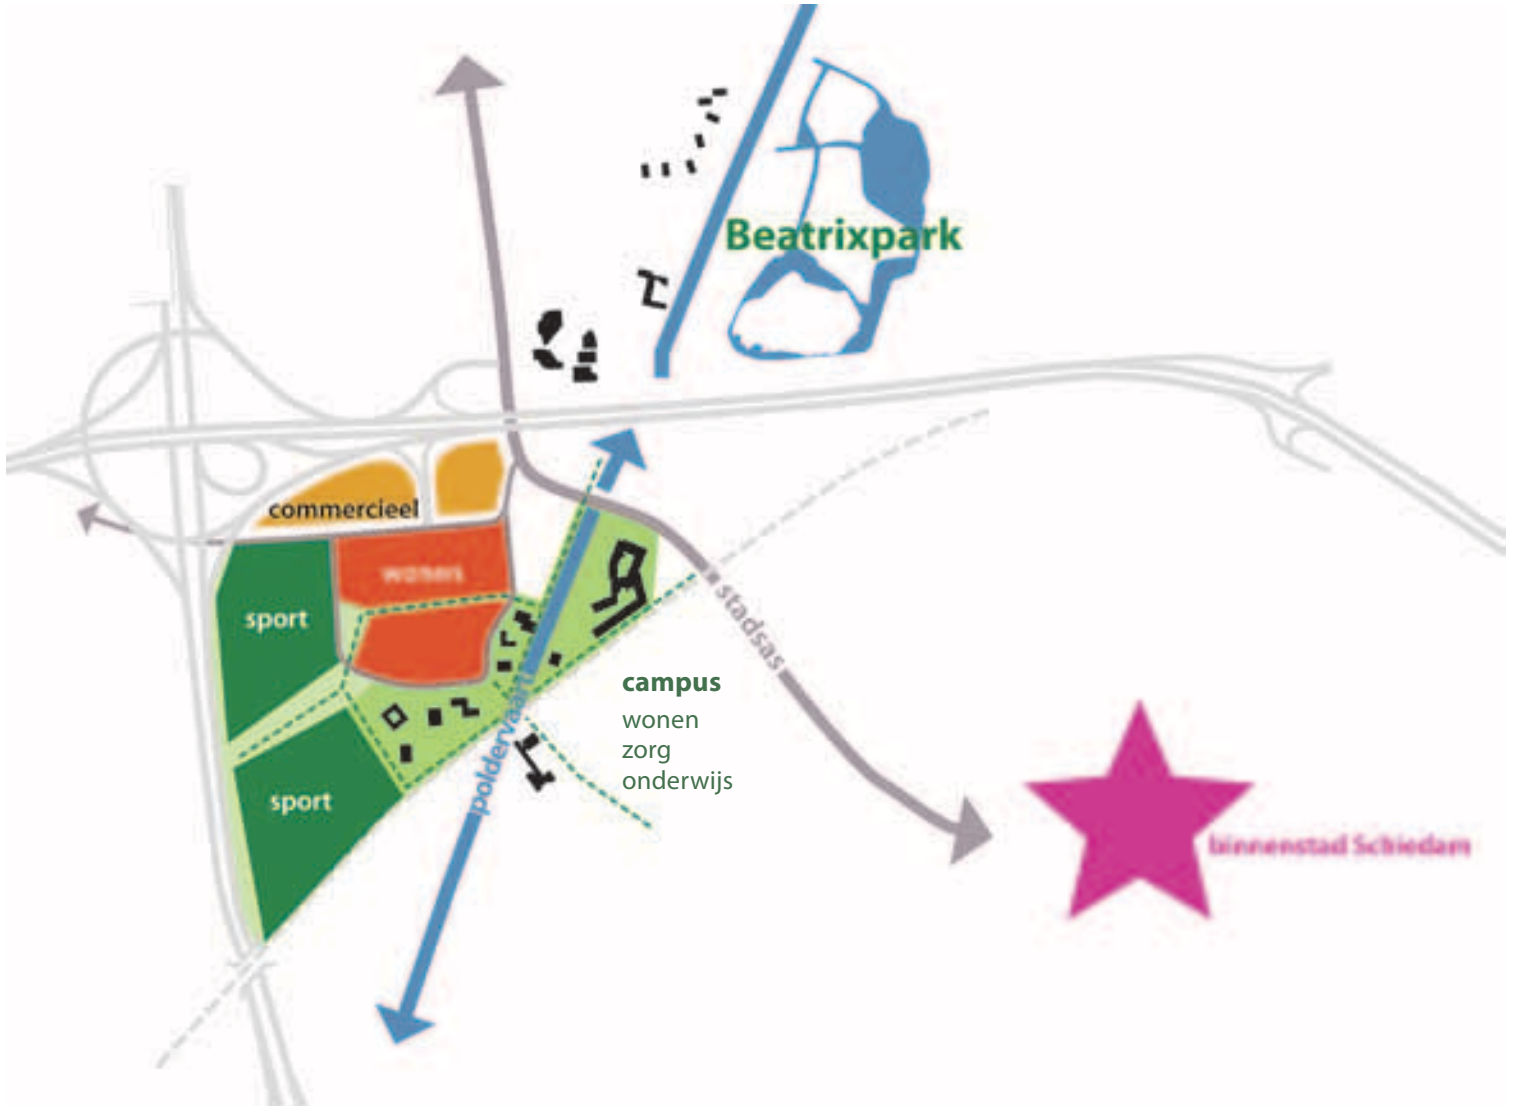 Beatrixpark
commercieel
wonen
sport
stadsas
campus
wonen
zorg
onderwijs
poldervaart
sport
binnenstad Schiedam